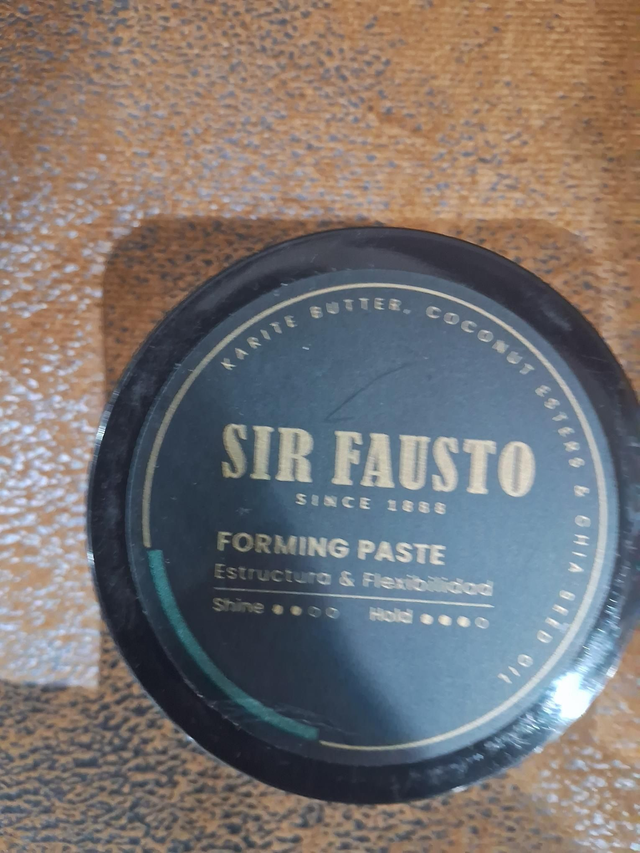 KARITE BUTTER, COCONUT ESTERS & CHIA SEED OIL
SIR FAUSTO
SINCE 1888
FORMING PASTE
Estructura & Flexibilidad
Shine Hold